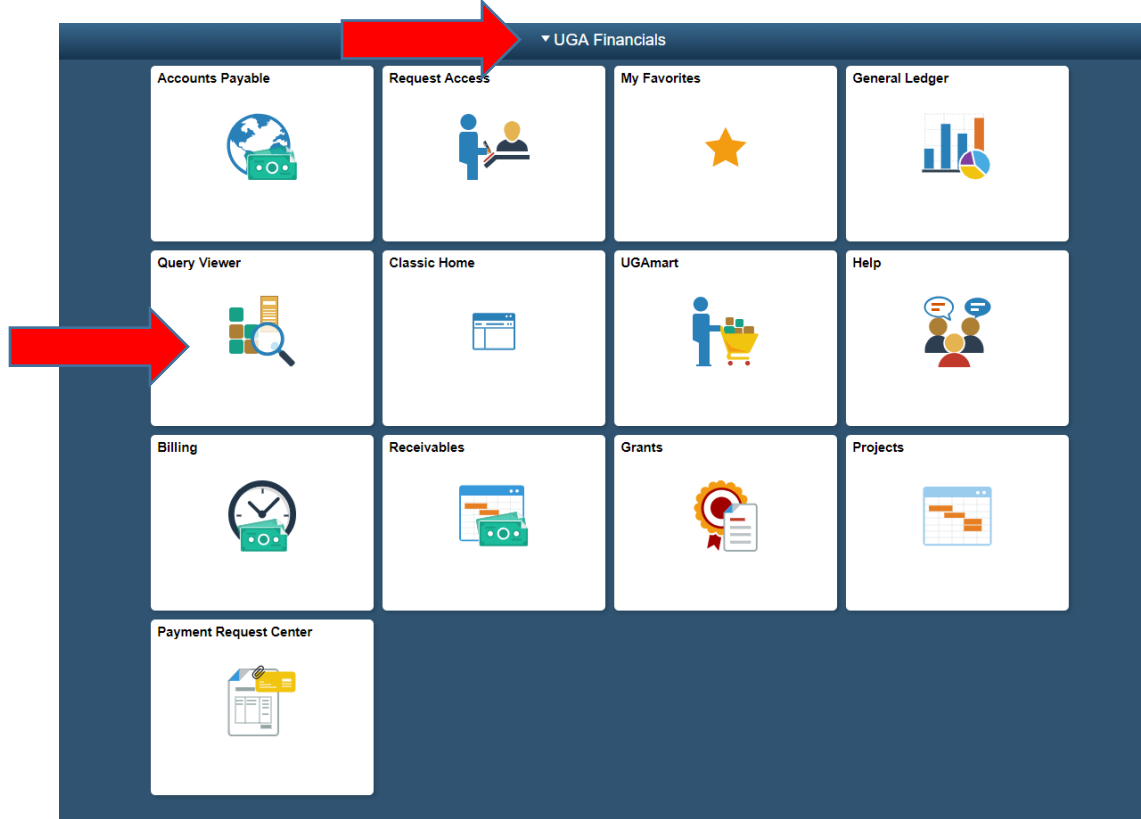 UGA Financials
Accounts Payable
Request Access
My Favorites
General Ledger
Query Viewer
Classic Home
UGAmart
Help
Billing
Receivables
Grants
Projects
Payment Request Center